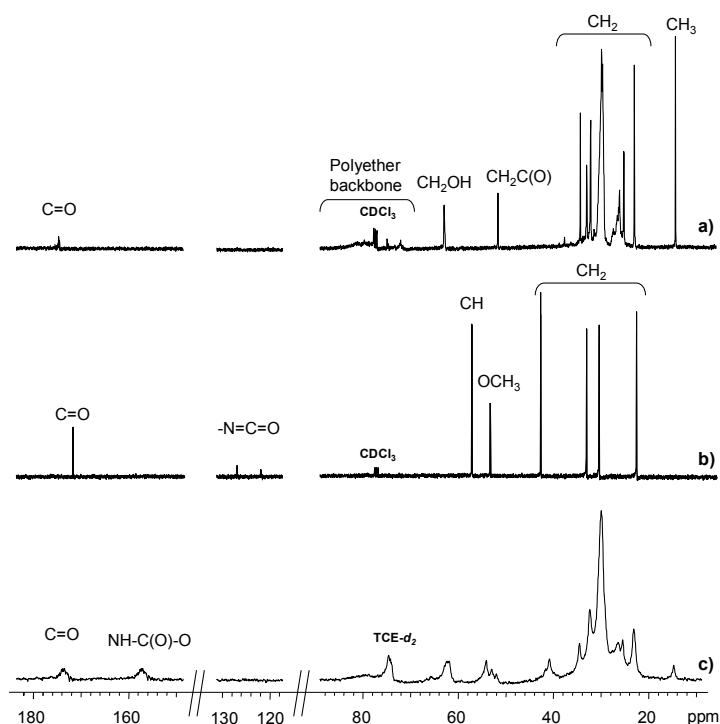 CH2
CH3
Polyether
backbone
CH2OH
CH2C(O)
C=O
CDCl3
a)
CH2
CH
OCH3
C=O
-N=C=O
CDCl3
b)
C=O
NH-C(O)-O
TCE-d2
c)
180 160 130 120 80 60 40 20 ppm